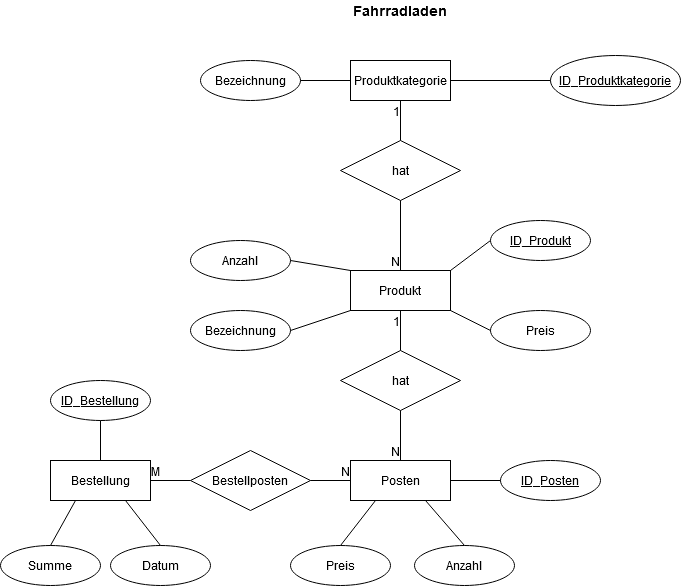 Fahrradladen
Bezeichnung
Produktkategorie
ID_Produktkategorie
1
hat
N
Anzahl
ID_Produkt
Produkt
Bezeichnung
Preis
1
hat
N
ID_Bestellung
Bestellung
M
Bestellposten
N
Posten
ID_Posten
Summe
Datum
Preis
Anzahl